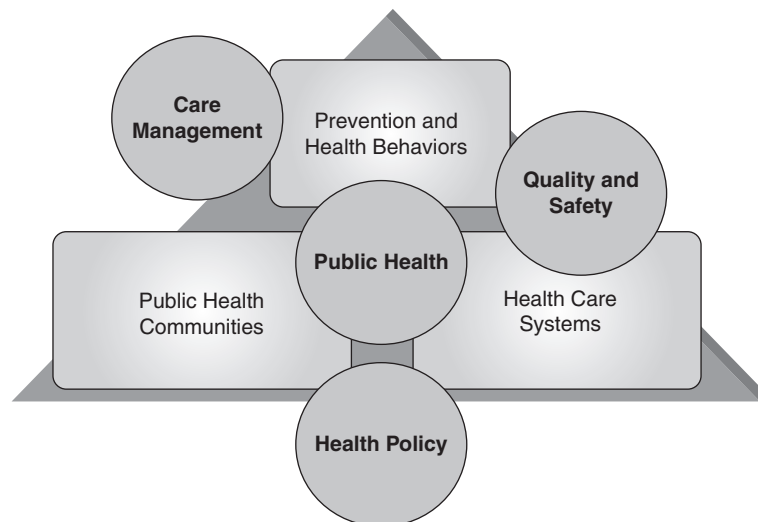 Care
Management
Prevention and
Health Behaviors
Quality and
Safety
Public Health
Public Health
Communities
Health Care
Systems
Health Policy